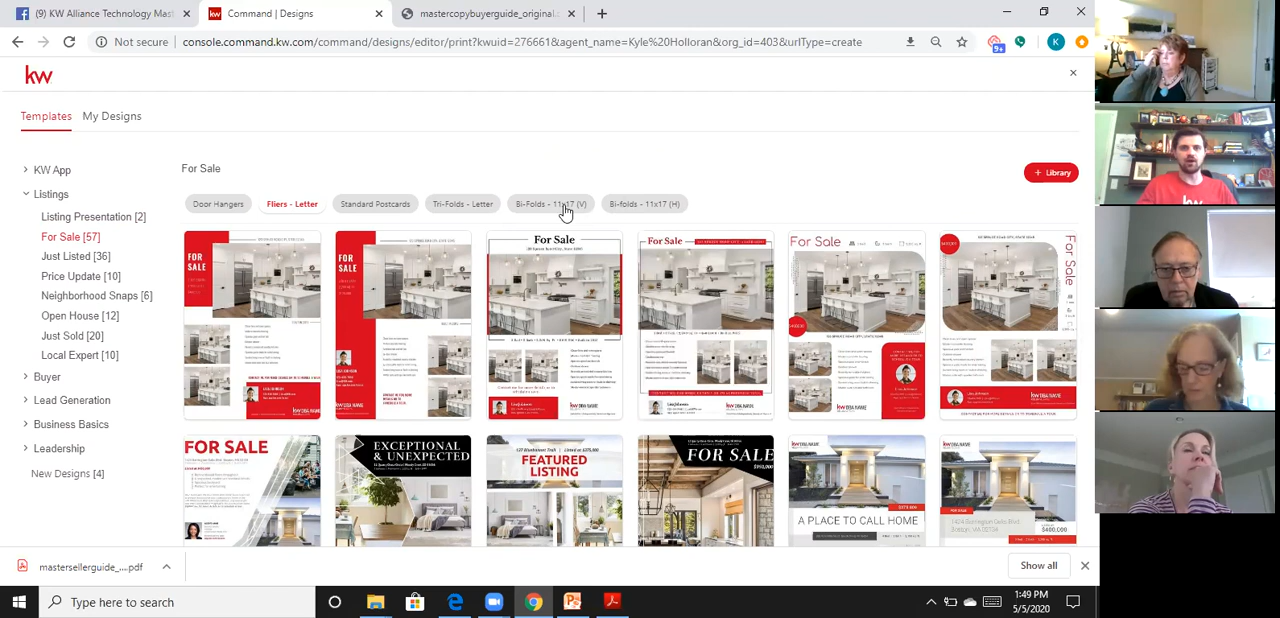 (9) KW Alliance Technology Mast
Command | Designs
mastercopybuyerguide_original.c
Not secure
console.command.kw.com/command/designs/editor/print?kwuid=276661&agent_name=Kyle%20Holloran&org_id=403&urlType=create
9+
K
kw
Templates
My Designs
KW App
Listings
Listing Presentation [2]
For Sale [57]
Just Listed [36]
Price Update [10]
Neighborhood Snaps [6]
Open House [12]
Just Sold [20]
Local Expert [10]
Buyer
Lead Generation
Business Basics
Leadership
New Designs [4]
For Sale
+ Library
Door Hangers
Fliers - Letter
Standard Postcards
Tri-Folds - Letter
Bi-Folds - 11x17 (V)
Bi-folds - 11x17 (H)
FOR
SALE
FOR
SALE
For Sale
For Sale
For Sale
For Sale
FOR SALE
EXCEPTIONAL
& UNEXPECTED
FEATURED
LISTING
FOR SALE
A PLACE TO CALL HOME
mastersellerguide_....pdf
Show all
Type here to search
1:49 PM
5/5/2020